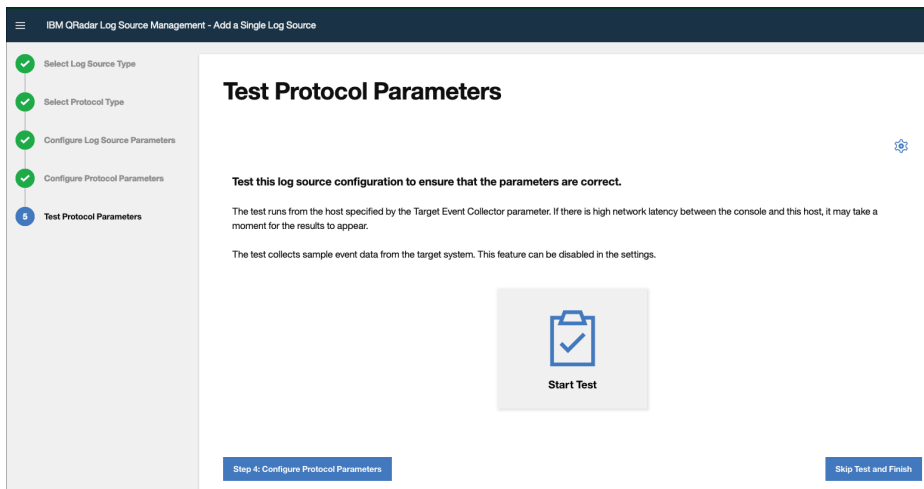 IBM QRadar Log Source Management - Add a Single Log Source
Select Log Source Type
Select Protocol Type
Configure Log Source Parameters
Configure Protocol Parameters
5
Test Protocol Parameters
Test Protocol Parameters
Test this log source configuration to ensure that the parameters are correct.
The test runs from the host specified by the Target Event Collector parameter. If there is high network latency between the console and this host, it may take a
moment for the results to appear.
The test collects sample event data from the target system. This feature can be disabled in the settings.
Start Test
Step 4: Configure Protocol Parameters
Skip Test and Finish